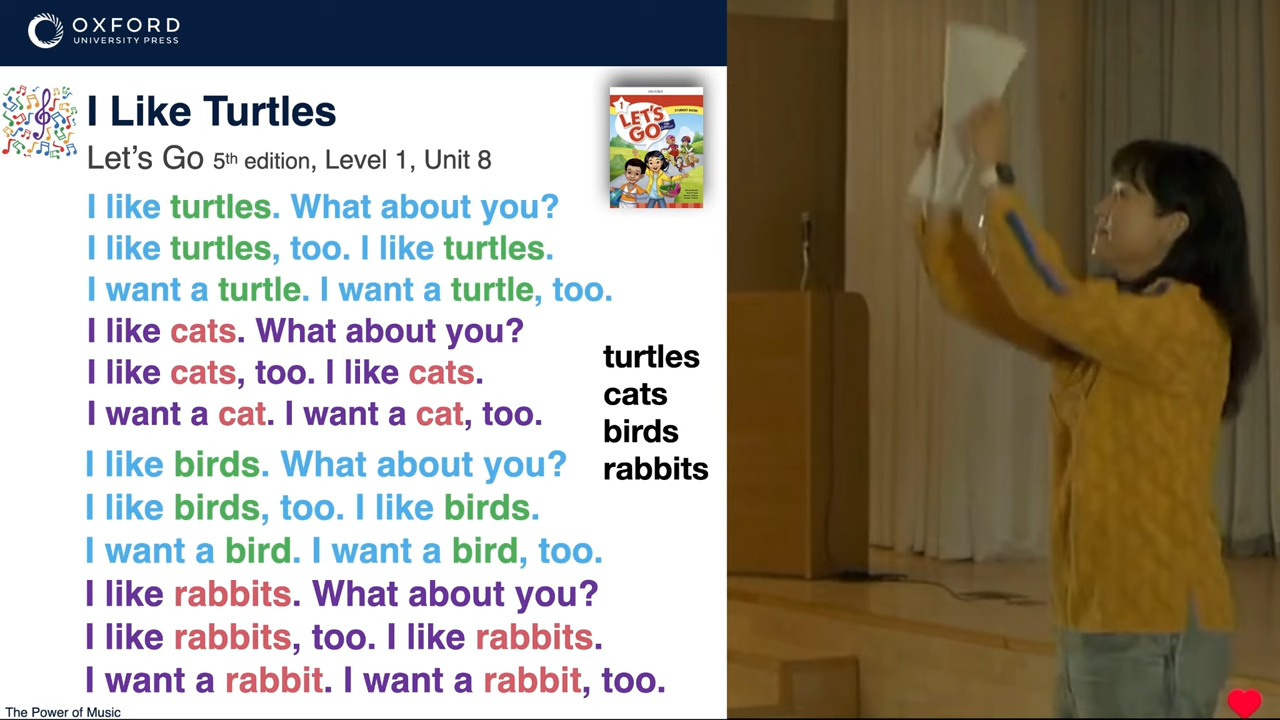 OXFORD
UNIVERSITY PRESS
I Like Turtles
Let's Go 5th edition, Level 1, Unit 8
1
LET'S
GO
I like turtles. What about you?
I like turtles, too. I like turtles.
I want a turtle. I want a turtle, too.
I like cats. What about you?
I like cats, too. I like cats.
I want a cat. I want a cat, too.
turtles
cats
birds
rabbits
I like birds. What about you?
I like birds, too. I like birds.
I want a bird. I want a bird, too.
I like rabbits. What about you?
I like rabbits, too. I like rabbits.
I want a rabbit. I want a rabbit, too.
The Power of Music